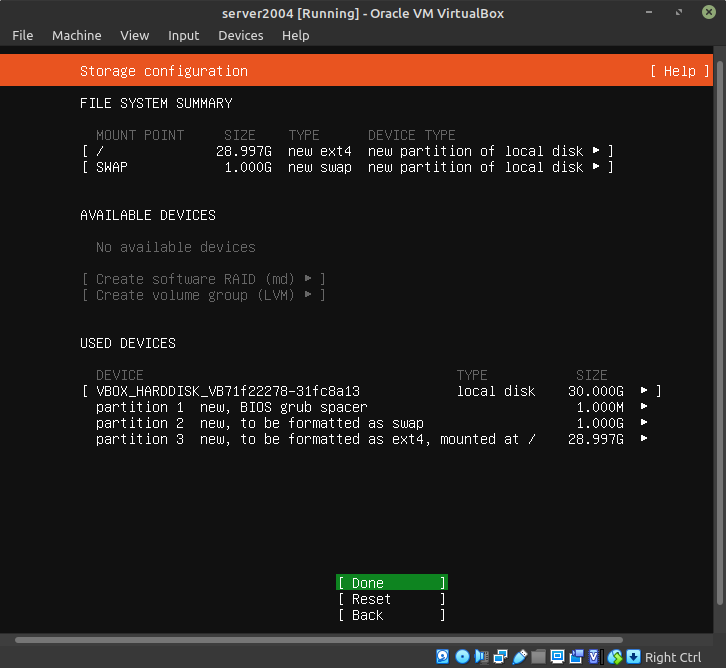 server2004 [Running] - Oracle VM VirtualBox
File Machine View Input Devices Help
Storage configuration [ Help ]
FILE SYSTEM SUMMARY
MOUNT POINT SIZE TYPE DEVICE TYPE
[ / 28.997G new ext4 new partition of local disk ▸ ]
[ SWAP 1.000G new swap new partition of local disk ▸ ]
AVAILABLE DEVICES
No available devices
[ Create software RAID (md) ▸ ]
[ Create volume group (LVM) ▸ ]
USED DEVICES
DEVICE TYPE SIZE
[ VBOX_HARDDISK_VB71f22278-31fc8a13 local disk 30.000G ▸ ]
partition 1 new, BIOS grub spacer 1.000M ▸
partition 2 new, to be formatted as swap 1.000G ▸
partition 3 new, to be formatted as ext4, mounted at / 28.997G ▸
[ Done ]
[ Reset ]
[ Back ]
Right Ctrl